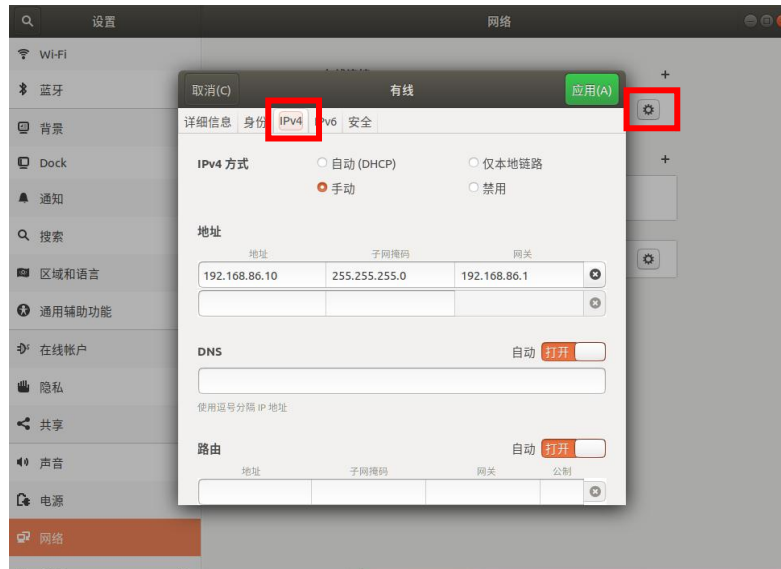 设置
网络
Wi-Fi
蓝牙
背景
Dock
通知
搜索
区域和语言
通用辅助功能
在线帐户
隐私
共享
声音
电源
网络
取消(C)
有线
应用(A)
详细信息 身份 IPv4 IPv6 安全
IPv4 方式
自动 (DHCP)
仅本地链路
手动
禁用
地址
地址 子网掩码 网关
192.168.86.10 255.255.255.0 192.168.86.1
DNS
自动 打开
使用逗号分隔 IP 地址
路由
自动 打开
地址 子网掩码 网关 公制